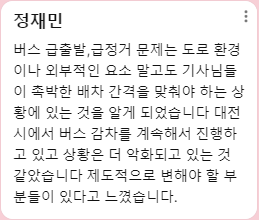 정재민
버스 급출발,급정거 문제는 도로 환경
이나 외부적인 요소 말고도 기사님들
이 촉박한 배차 간격을 맞춰야 하는 상
황에 있는 것을 알게 되었습니다 대전
시에서 버스 감차를 계속해서 진행하
고 있고 상황은 더 악화되고 있는 것
같았습니다 제도적으로 변해야 할 부
분들이 있다고 느꼈습니다.